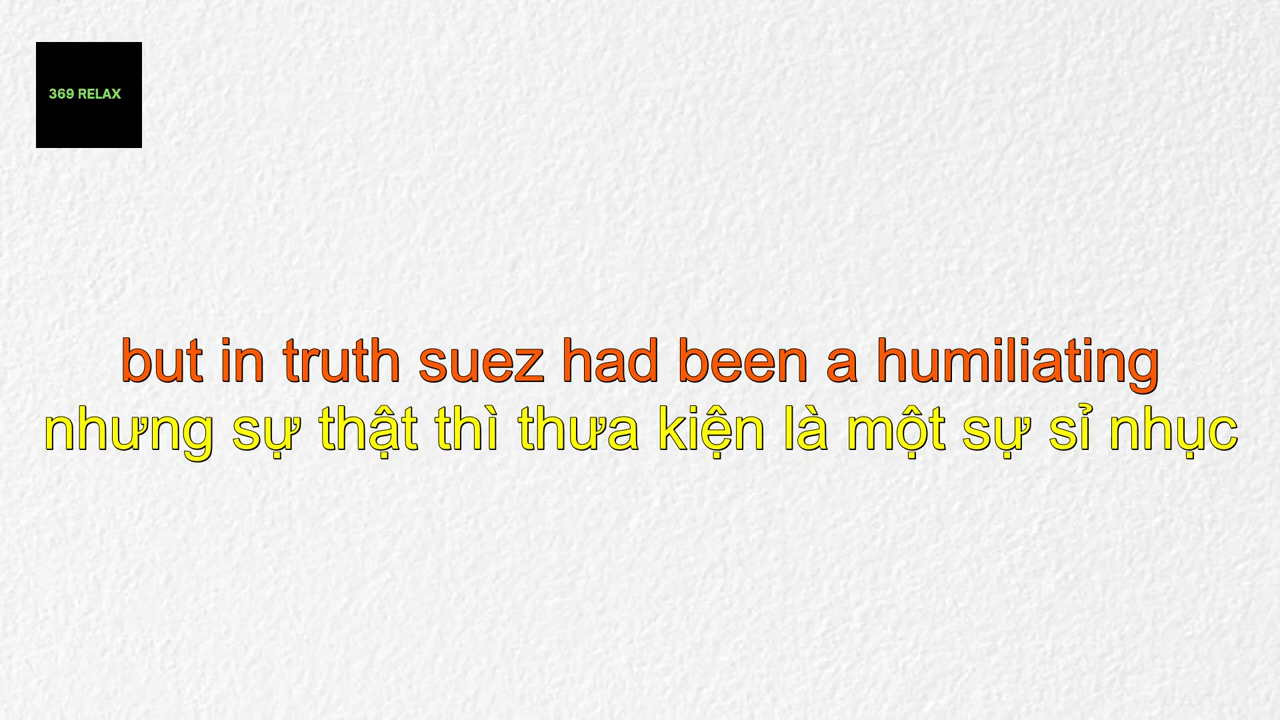 369 RELAX
but in truth suez had been a humiliating
nhưng sự thật thì thưa kiện là một sự sỉ nhục